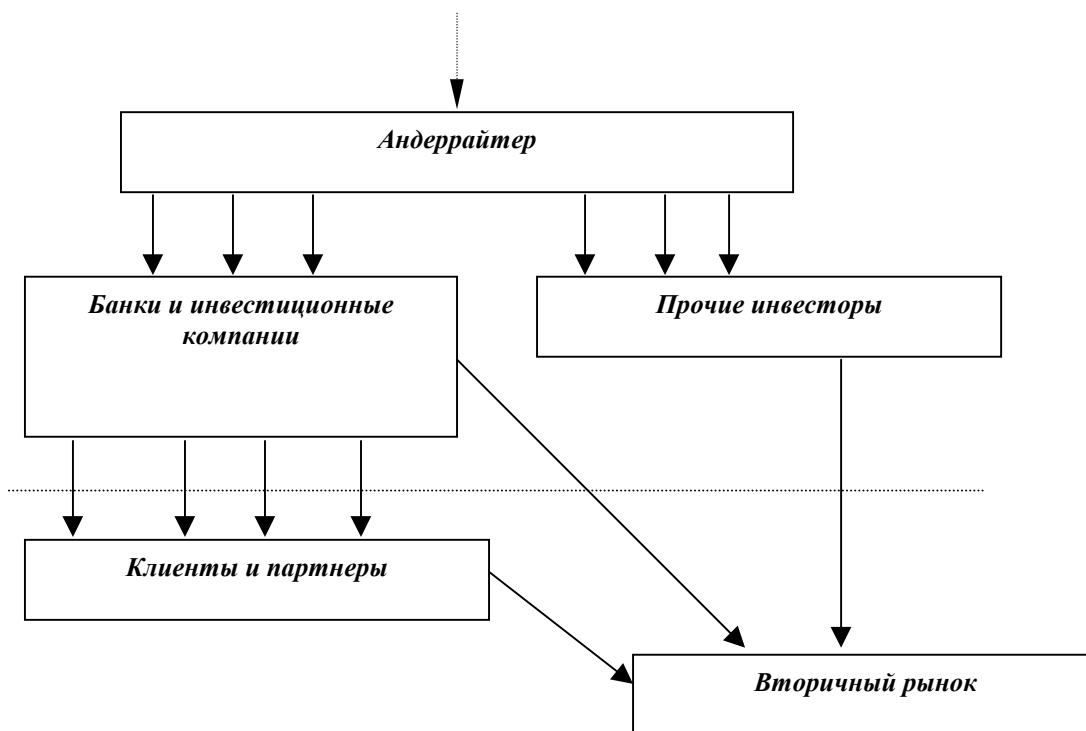 Андеррайтер
Банки и инвестиционные
компании
Прочие инвесторы
Клиенты и партнеры
Вторичный рынок